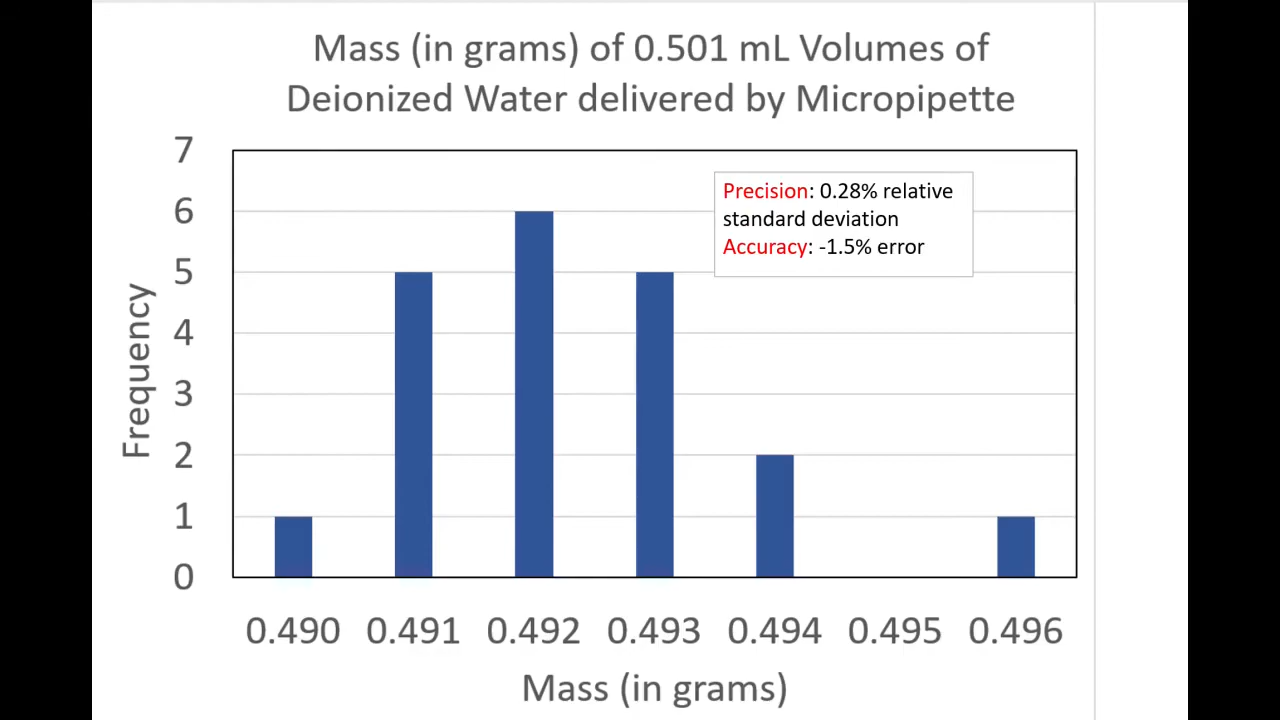 Mass (in grams) of 0.501 mL Volumes of
Deionized Water delivered by Micropipette
7
6
5
4
3
2
1
0
Frequency
Precision: 0.28% relative
standard deviation
Accuracy: -1.5% error
0.490 0.491 0.492 0.493 0.494 0.495 0.496
Mass (in grams)